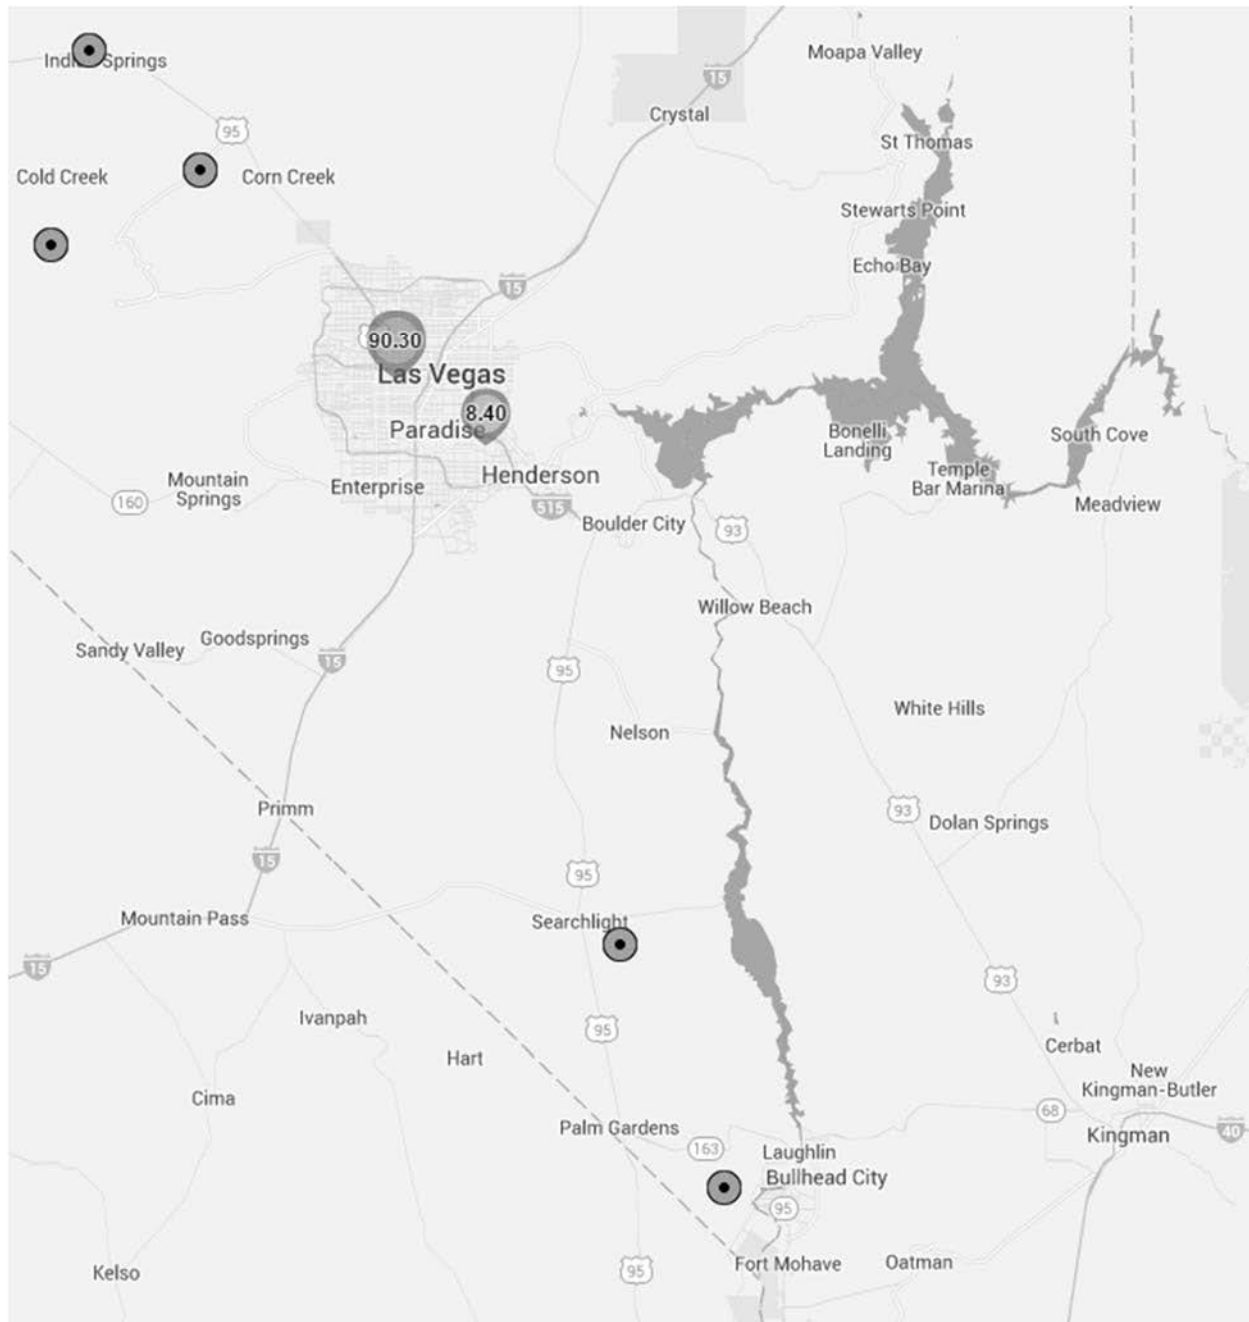 Moapa Valley
Indi Springs
15
Crystal
95
St Thomas
Cold Creek
Corn Creek
Stewarts Point
Echo Bay
15
90.30
Las Vegas
8.40
Paradise
Bonelli
Landing
South Cove
Henderson
Temple
Bar Marina
Mountain
Springs
Enterprise
160
515
Meadview
Boulder City
93
Willow Beach
Goodsprings
Sandy Valley
15
95
White Hills
Nelson
Primm
93
Dolan Springs
15
95
Mountain Pass
Searchlight
15
93
Ivanpah
95
Cerbat
Hart
New
Kingman-Butler
Cima
68
Palm Gardens
40
Kingman
163
Laughlin
Bullhead City
95
Fort Mohave
Oatman
Kelso
95